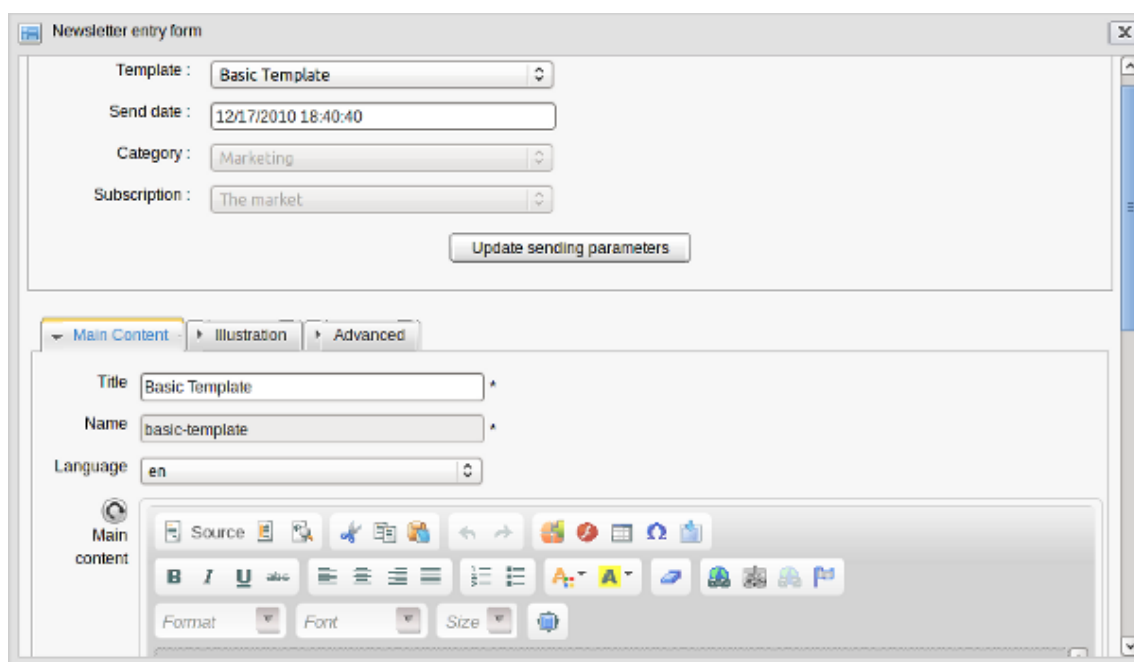 Newsletter entry form
Template : Basic Template
Send date : 12/17/2010 18:40:40
Category : Marketing
Subscription : The market
Update sending parameters
Main Content Illustration Advanced
Title Basic Template *
Name basic-template *
Language en
Main content
Source
B I U abc A A
Format Font Size